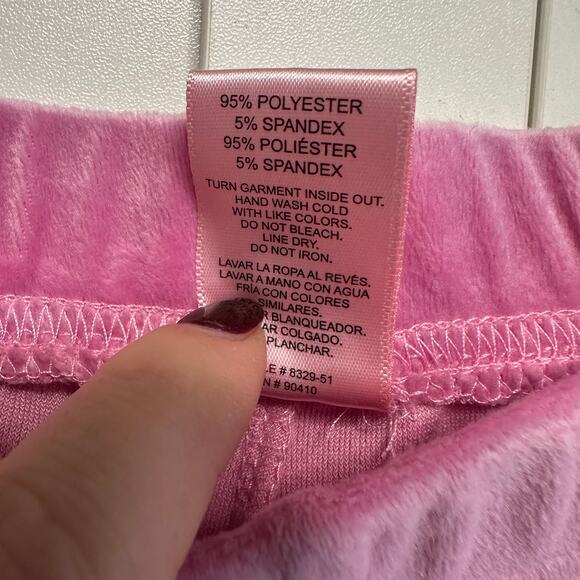 95% POLYESTER
5% SPANDEX
95% POLIÉSTER
5% SPANDEX
TURN GARMENT INSIDE OUT.
HAND WASH COLD
WITH LIKE COLORS.
DO NOT BLEACH.
LINE DRY.
DO NOT IRON.
LAVAR LA ROPA AL REVÉS.
LAVAR A MANO CON AGUA
FRÍA CON COLORES
SIMILARES.
BLANQUEADOR.
COLGADO.
PLANCHAR.
# 8329-51
# 90410